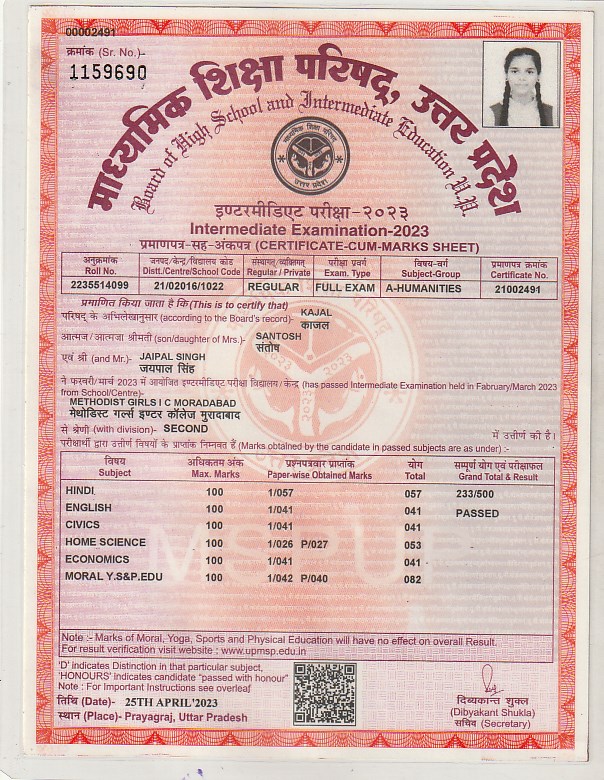 00002491
क्रमांक (Sr. No.)-
1159690
माध्यमिक शिक्षा परिषद्, उत्तर प्रदेश
Board of High School and Intermediate Education U.P.
माध्यमिक शिक्षा परिषद्
उत्तर प्रदेश
इण्टरमीडिएट परीक्षा-२०२३
Intermediate Examination-2023
प्रमाणपत्र-सह-अंकपत्र (CERTIFICATE-CUM-MARKS SHEET)
अनुक्रमांक जनपद/केन्द्र/विद्यालय कोड संस्थागत/व्यक्तिगत परीक्षा प्रवर्ग विषय-वर्ग प्रमाणपत्र क्रमांक
Roll No. Distt./Centre/School Code Regular / Private Exam. Type Subject-Group Certificate No.
2235514099 21/02016/1022 REGULAR FULL EXAM A-HUMANITIES 21002491
प्रमाणित किया जाता है कि (This is to certify that)
परिषद् के अभिलेखानुसार (according to the Board's record)- KAJAL
काजल
आत्मज/आत्मजा श्रीमती (son/daughter of Mrs.)- SANTOSH
संतोष
एवं श्री (and Mr.)- JAIPAL SINGH
जयपाल सिंह
ने फरवरी/मार्च 2023 में आयोजित इण्टरमीडिएट परीक्षा विद्यालय/केन्द्र (has passed Intermediate Examination held in Fabruary/March 2023
from School/Centre)-
METHODIST GIRLS I C MORADABAD
मेथोडिस्ट गर्ल्स इण्टर कॉलेज मुरादाबाद
से श्रेणी (with division)- SECOND में उत्तीर्ण की है।
परीक्षार्थी द्वारा उत्तीर्ण विषयों के प्राप्तांक निम्नवत हैं (Marks obtained by the candidate in passed subjects are as under) :-
विषय अधिकतम अंक प्रश्नपत्रवार प्राप्तांक योग सम्पूर्ण योग एवं परीक्षाफल
Subject Max. Marks Paper-wise Obtained Marks Total Grand Total & Result
HINDI 100 1/057 057 233/500
ENGLISH 100 1/041 041 PASSED
CIVICS 100 1/041 041
HOME SCIENCE 100 1/026 P/027 053
ECONOMICS 100 1/041 041
MORAL Y.S&P.EDU 100 1/042 P/040 082
MSPUP
Note :- Marks of Moral, Yoga, Sports and Physical Education will have no effect on overall Result.
For result verification visit website : www.upmsp.edu.in
'D' indicates Distinction in that particular subject,
'HONOURS' indicates candidate "passed with honour"
Note : For Important Instructions see overleaf
तिथि (Date)- 25TH APRIL'2023
स्थान (Place)- Prayagraj, Uttar Pradesh
दिव्यकान्त शुक्ल
(Dibyakant Shukla)
सचिव (Secretary)